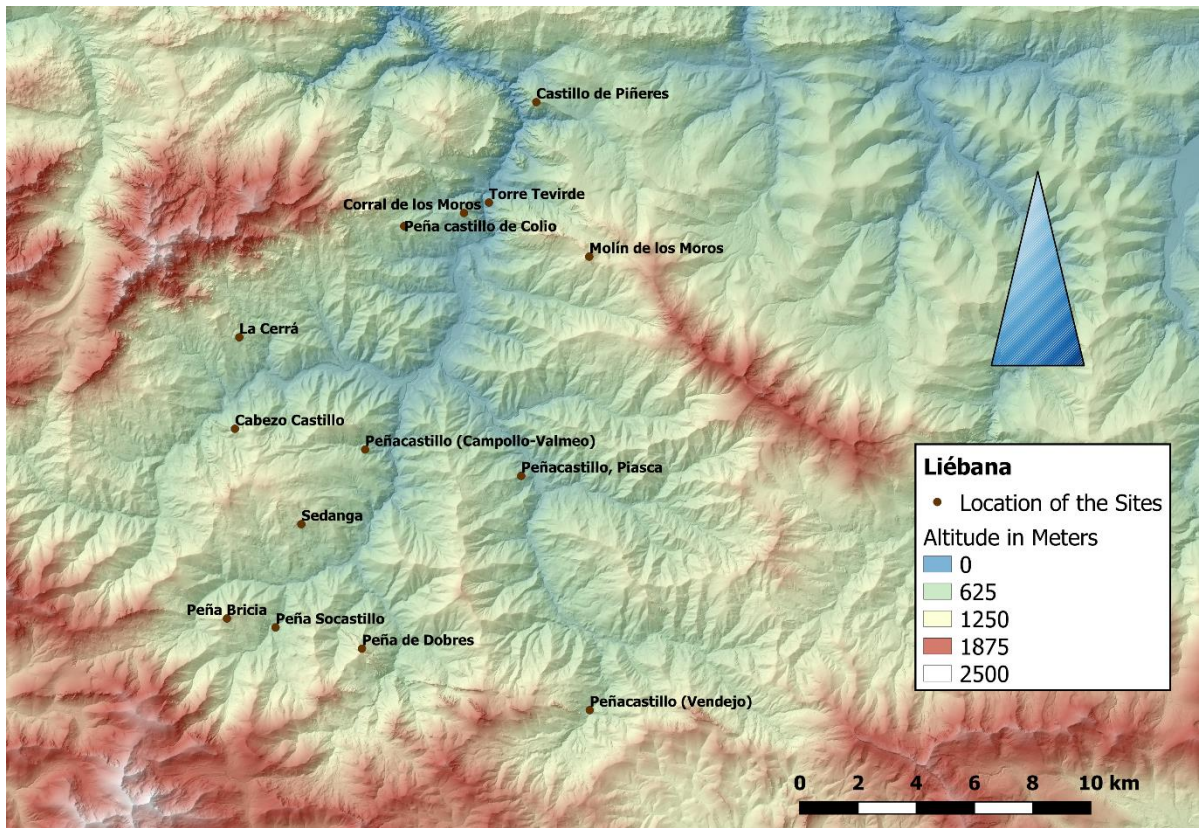 Castillo de Piñeres
Torre Tevirde
Corral de los Moros
Peña castillo de Colio
Molín de los Moros
La Cerrá
Cabezo Castillo
Peñacastillo (Campollo-Valmeo)
Peñacastillo, Piasca
Sedanga
Peña Bricia
Peña Socastillo
Peña de Dobres
Peñacastillo (Vendejo)
Liébana
Location of the Sites
Altitude in Meters
0
625
1250
1875
2500
0 2 4 6 8 10 km